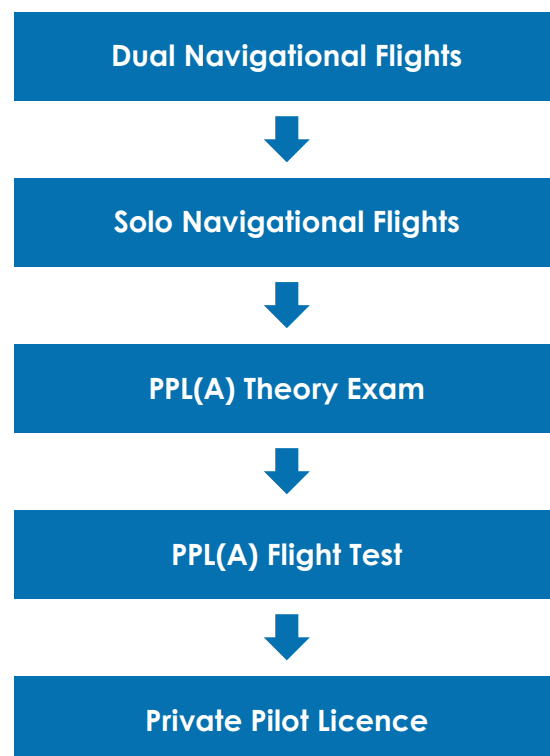 Dual Navigational Flights
Solo Navigational Flights
PPL(A) Theory Exam
PPL(A) Flight Test
Private Pilot Licence